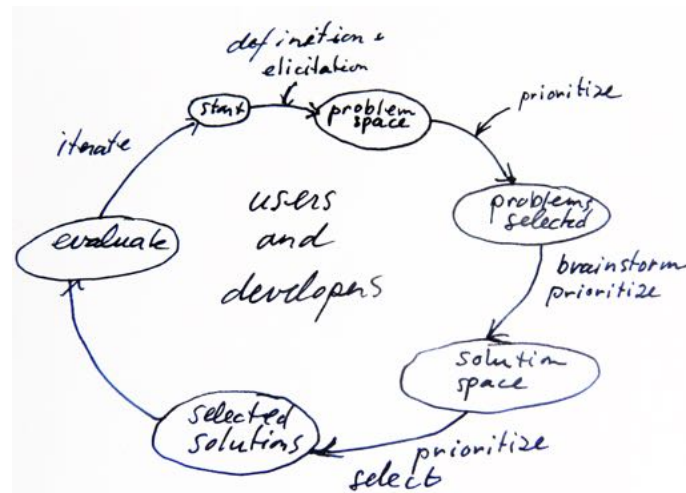 definition &
elicitation
start
problem
space
prioritize
problems
selected
brainstorm
prioritize
solution
space
prioritize
select
selected
solutions
evaluate
iterate
users
and
developers